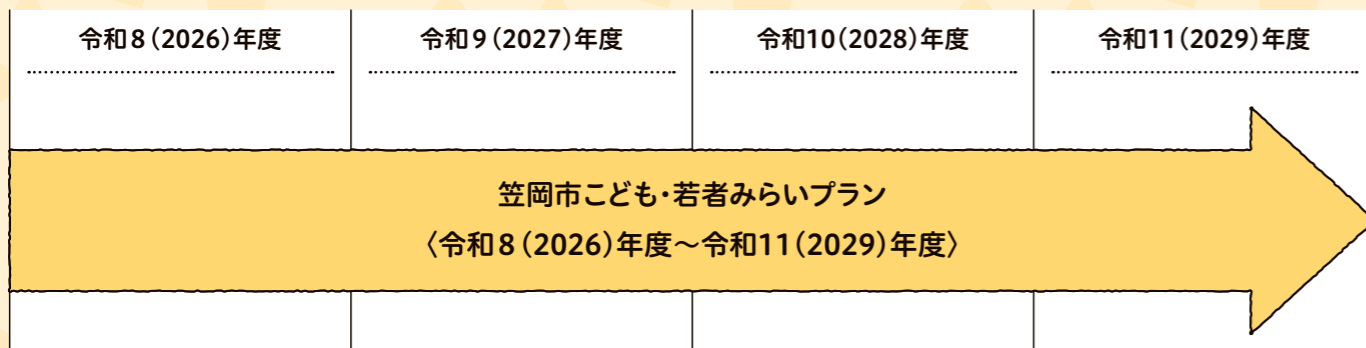 令和8(2026)年度
令和9(2027)年度
令和10(2028)年度
令和11(2029)年度
笠岡市こども・若者みらいプラン
〈令和8(2026)年度～令和11(2029)年度〉